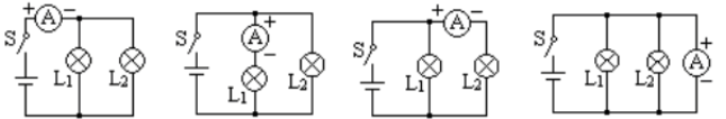 + A − S L₁ L₂
S A + − L₁ L₂
S + A − L₁ L₂
S L₁ L₂ A + −